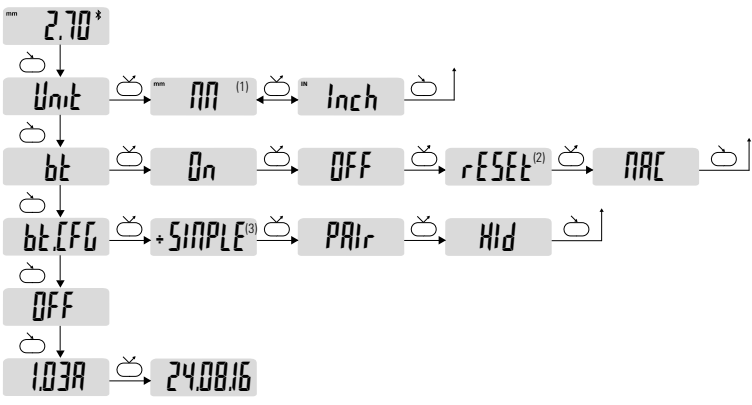 mm 2.70
Unit mm MM (1) IN Inch
bt On OFF rESEt (2) MAC
bt.CFG ÷ SIMPLE (3) PAIr HId
OFF
1.03A 24.08.16